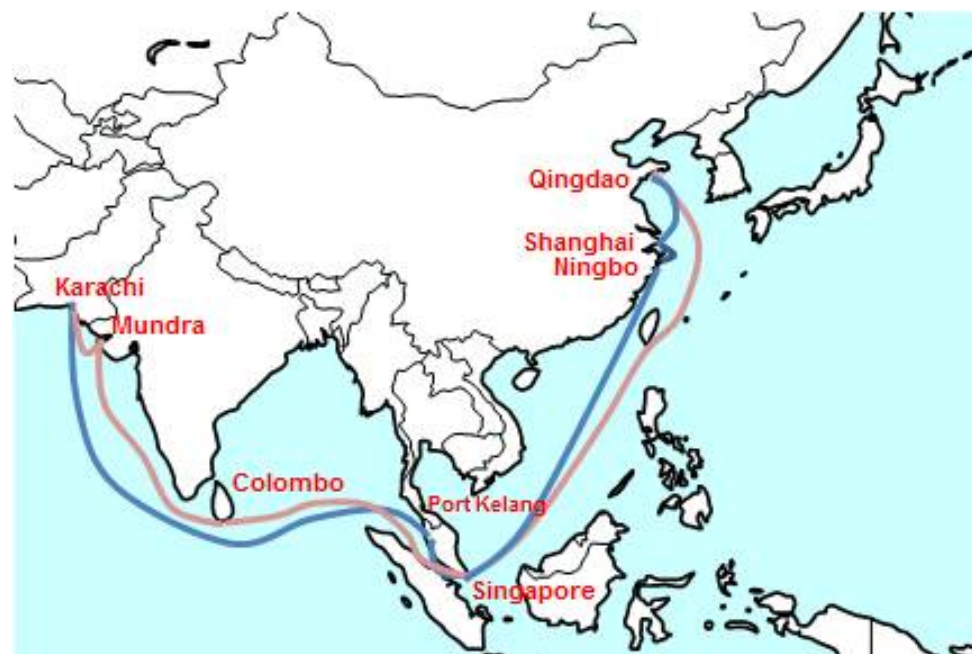 Qingdao
Shanghai
Ningbo
Karachi
Mundra
Colombo
Port Kelang
Singapore